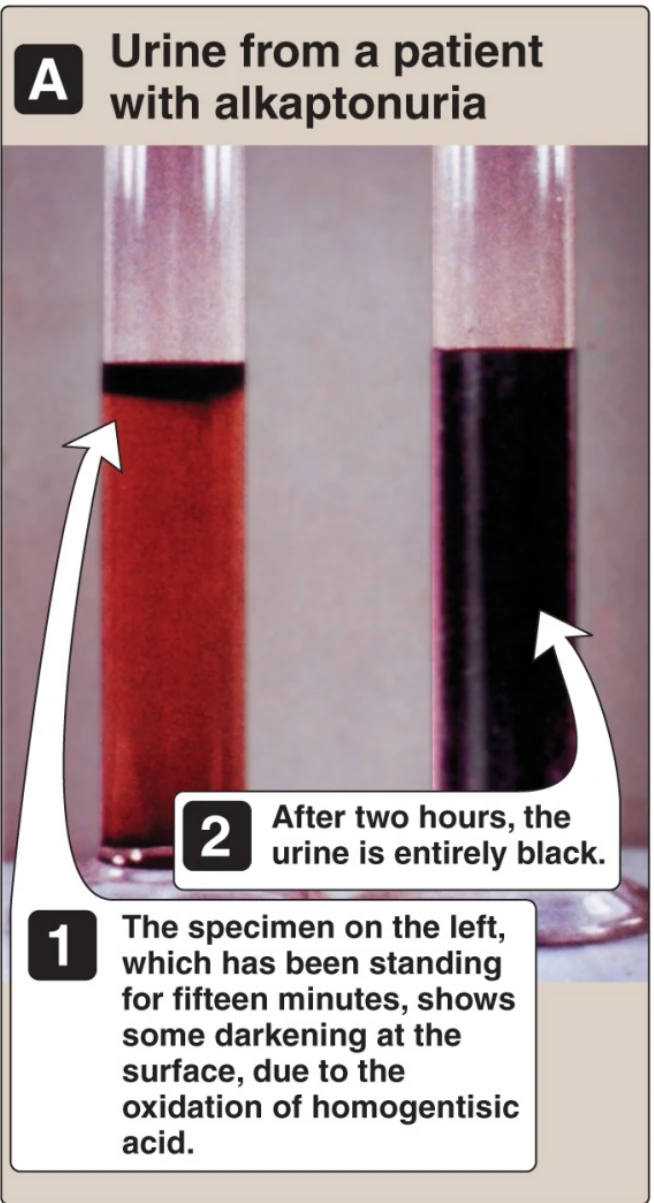 A
Urine from a patient
with alkaptonuria
2
After two hours, the
urine is entirely black.
1
The specimen on the left,
which has been standing
for fifteen minutes, shows
some darkening at the
surface, due to the
oxidation of homogentisic
acid.